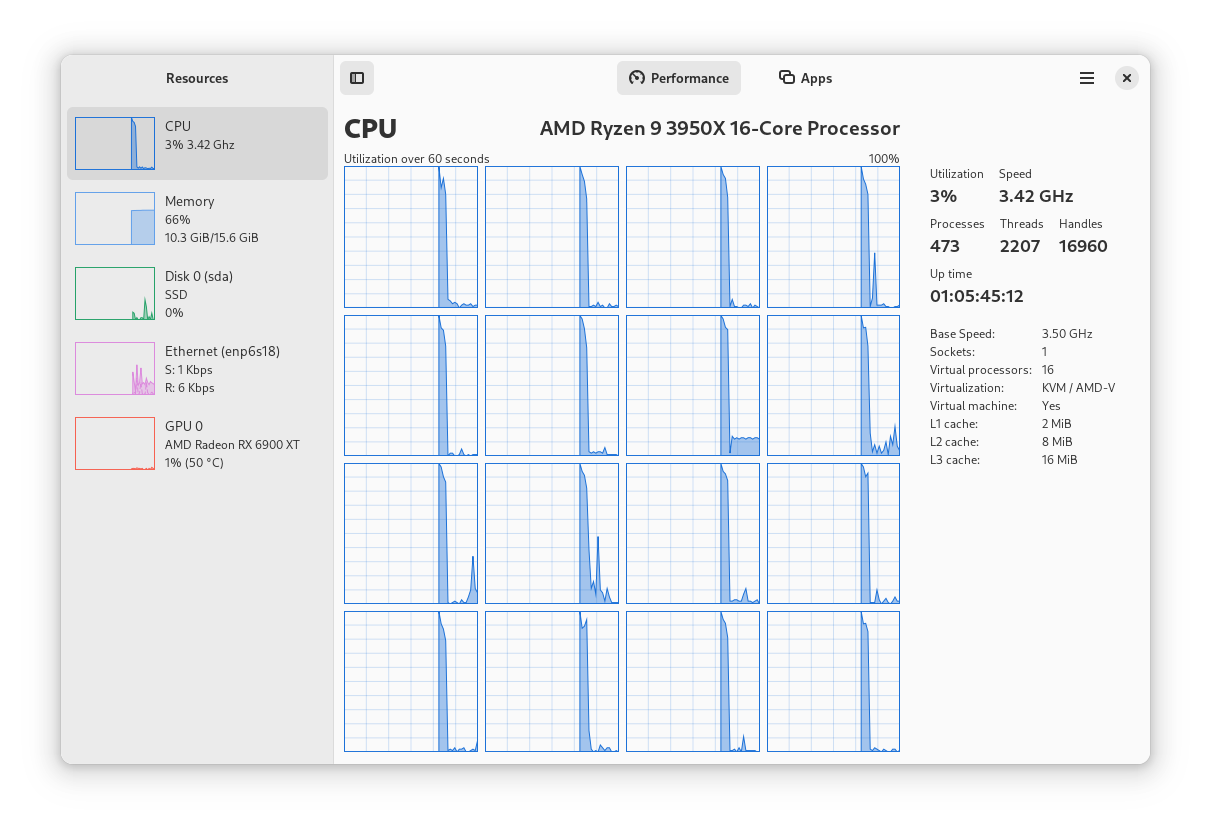 Resources
Performance
Apps
CPU
3% 3.42 Ghz
Memory
66%
10.3 GiB/15.6 GiB
Disk 0 (sda)
SSD
0%
Ethernet (enp6s18)
S: 1 Kbps
R: 6 Kbps
GPU 0
AMD Radeon RX 6900 XT
1% (50 °C)
CPU
AMD Ryzen 9 3950X 16-Core Processor
Utilization over 60 seconds
100%
Utilization Speed
3% 3.42 GHz
Processes Threads Handles
473 2207 16960
Up time
01:05:45:12
Base Speed: 3.50 GHz
Sockets: 1
Virtual processors: 16
Virtualization: KVM / AMD-V
Virtual machine: Yes
L1 cache: 2 MiB
L2 cache: 8 MiB
L3 cache: 16 MiB